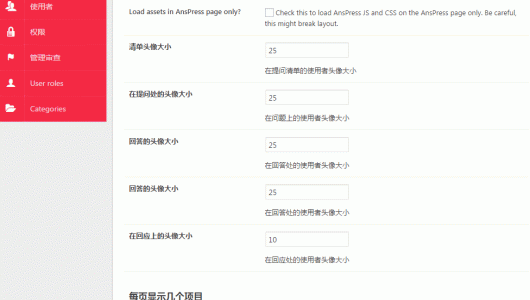 使用者
权限
管理审查
User roles
Categories
Load assets in AnsPress page only?
Check this to load AnsPress JS and CSS on the AnsPress page only. Be careful,
this might break layout.
清单头像大小
25
在提问清单的使用者头像大小
在提问处的头像大小
25
在问题上的使用者头像大小
回答的头像大小
25
在回答处的使用者头像大小
回答的头像大小
25
在回答处的使用者头像大小
在回应上的头像大小
10
在回应处的使用者头像大小
每页显示几个项目